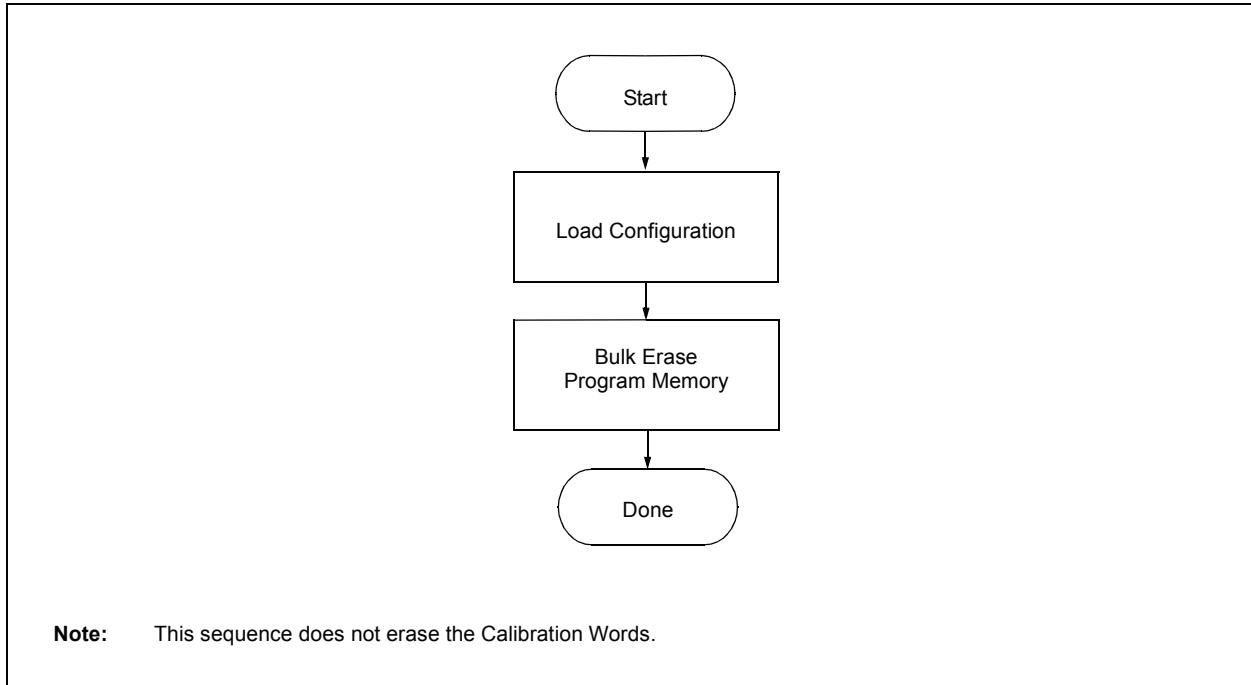 Start
Load Configuration
Bulk Erase
Program Memory
Done
Note: This sequence does not erase the Calibration Words.